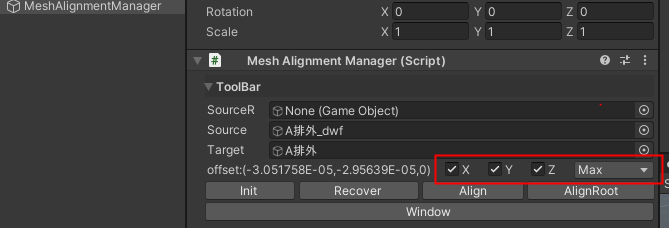 MeshAlignmentManager
Rotation X 0 Y 0 Z 0
Scale X 1 Y 1 Z 1
# Mesh Alignment Manager (Script)
ToolBar
SourceR None (Game Object)
Source A排外_dwf
Target A排外
offset:(-3.051758E-05,-2.95639E-05,0) X Y Z Max
Init Recover Align AlignRoot
Window